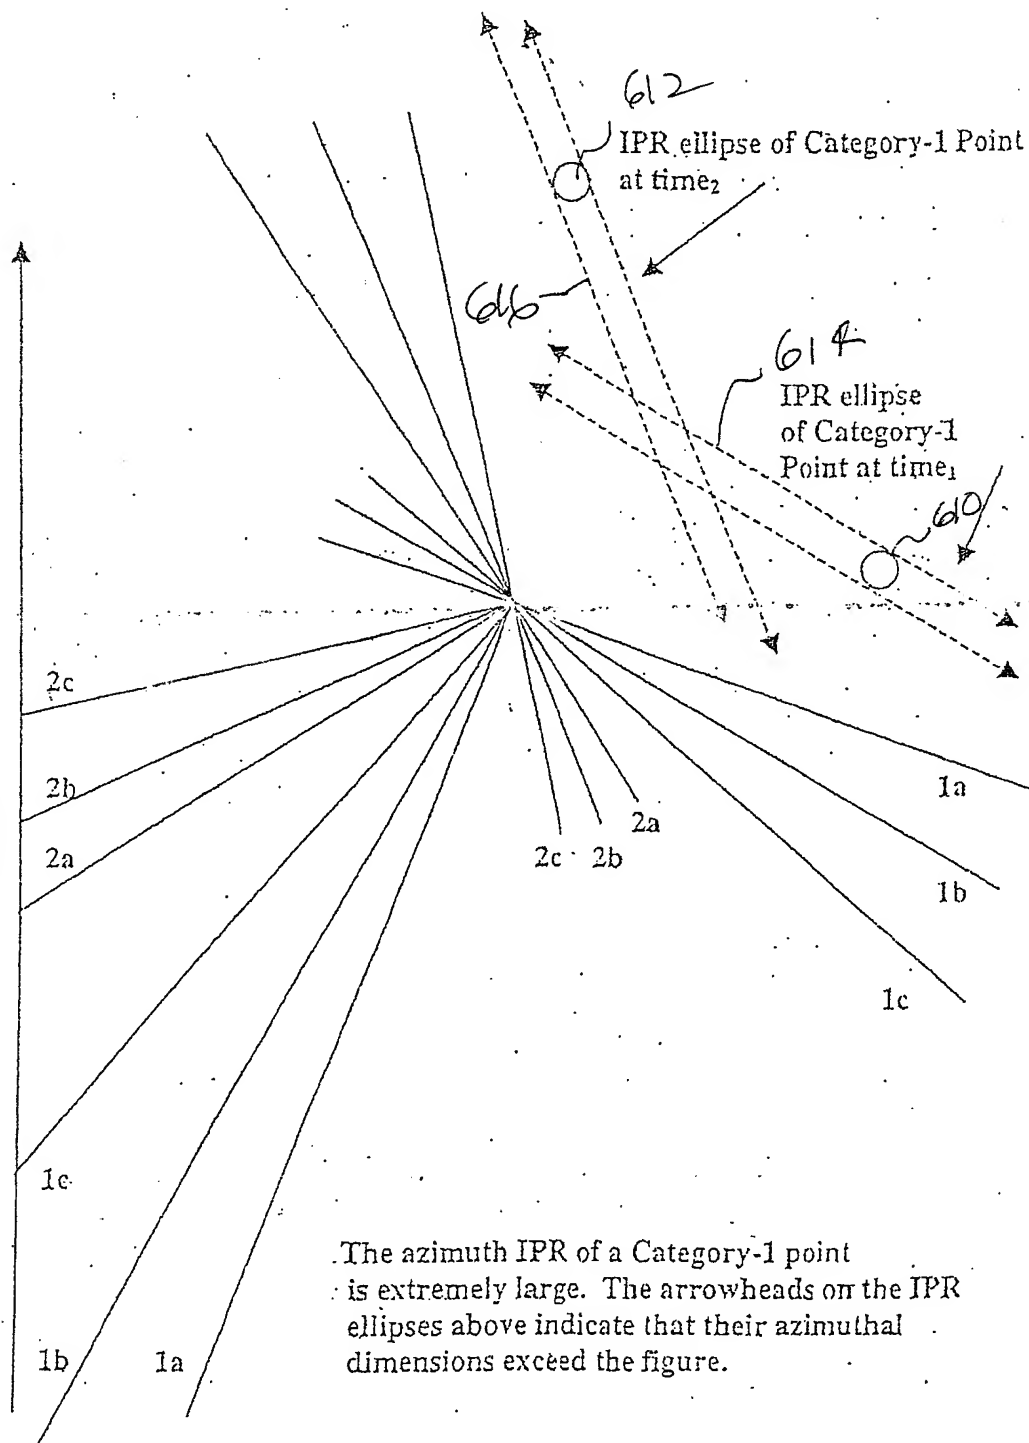 612
IPR ellipse of Category-1 Point
at time₂
616
614
IPR ellipse
of Category-1
Point at time₁
610
2c
2b
2a
2c
2b
2a
1a
1b
1c
1c
1b
1a
The azimuth IPR of a Category-1 point
is extremely large. The arrowheads on the IPR
ellipses above indicate that their azimuthal
dimensions exceed the figure.